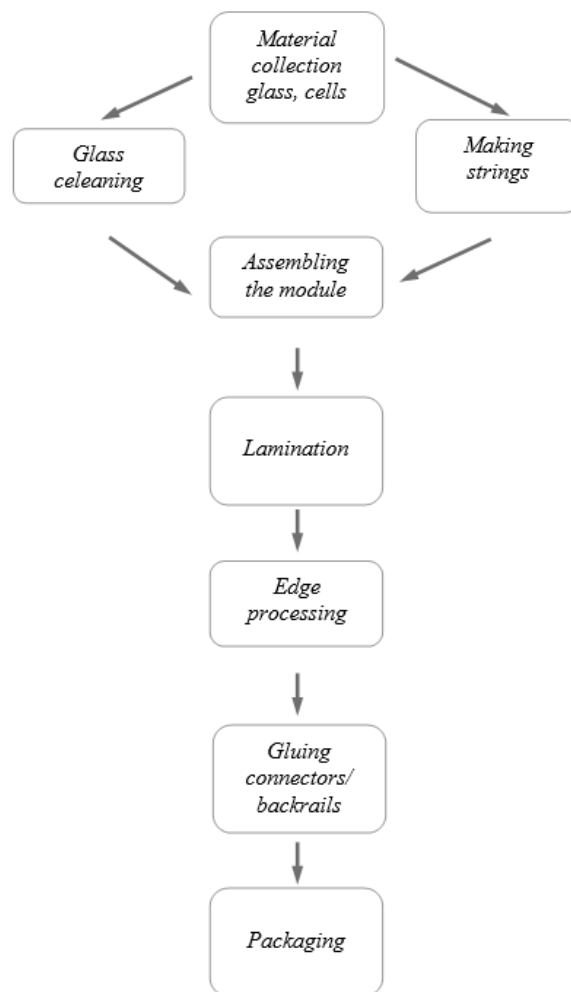 Material
collection
glass, cells
Glass
celeaning
Making
strings
Assembling
the module
Lamination
Edge
processing
Gluing
connectors/
backrails
Packaging